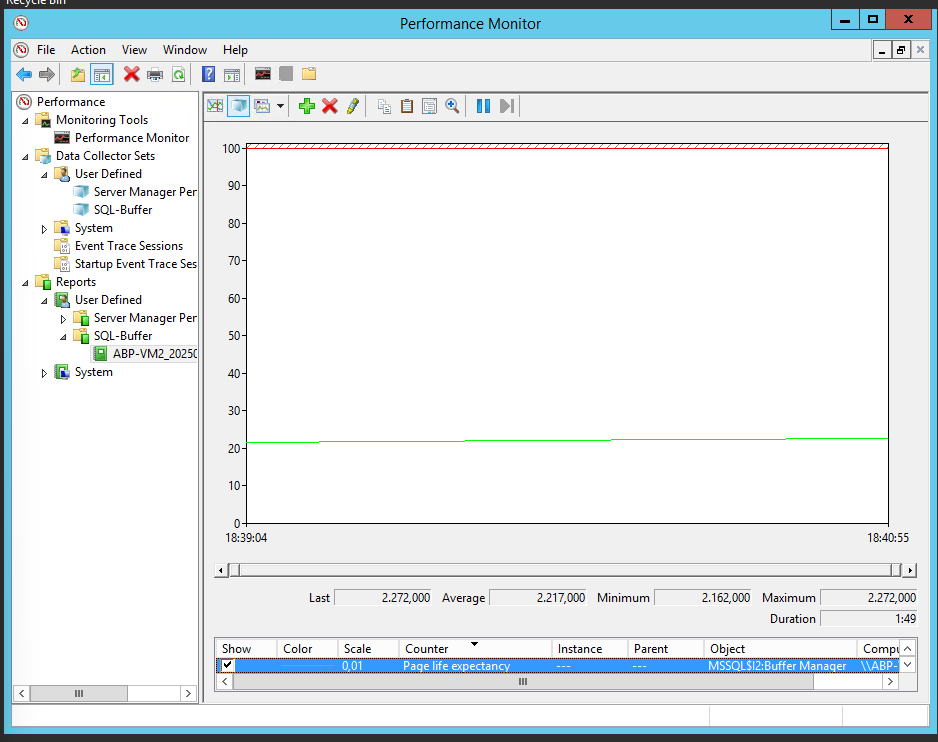 Recycle Bin
Performance Monitor
File Action View Window Help
Performance
Monitoring Tools
Performance Monitor
Data Collector Sets
User Defined
Server Manager Per
SQL-Buffer
System
Event Trace Sessions
Startup Event Trace Ses
Reports
User Defined
Server Manager Per
SQL-Buffer
ABP-VM2_20250
System
100
90
80
70
60
50
40
30
20
10
0
18:39:04 18:40:55
Last 2.272,000 Average 2.217,000 Minimum 2.162,000 Maximum 2.272,000
Duration 1:49
Show Color Scale Counter Instance Parent Object Compu
0,01 Page life expectancy --- --- MSSQL$I2:Buffer Manager \\ABP-